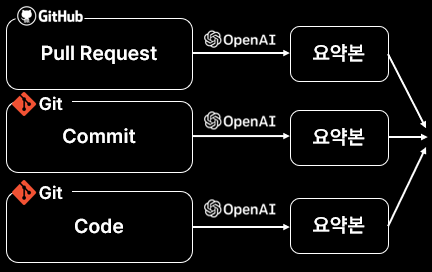 GitHub
Pull Request
OpenAI
요약본
Git
Commit
OpenAI
요약본
Git
Code
OpenAI
요약본